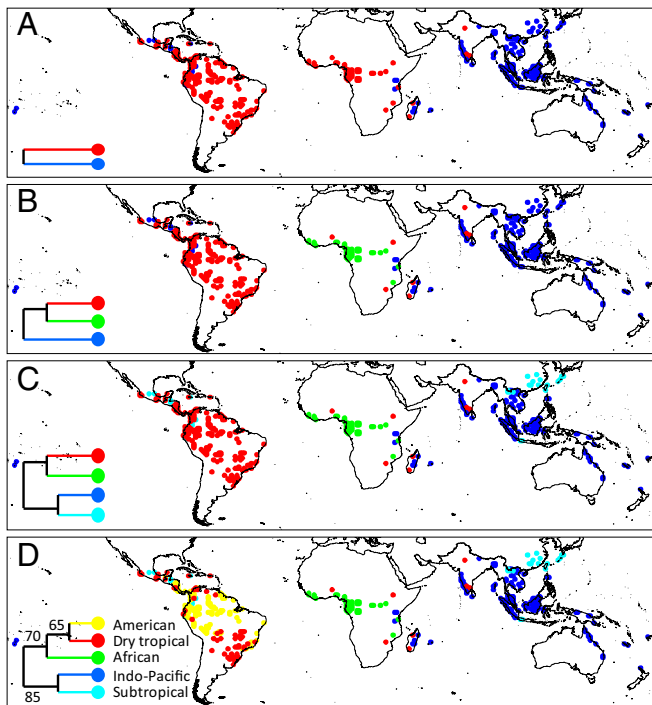 A
B
C
D
65
70
85
American
Dry tropical
African
Indo-Pacific
Subtropical